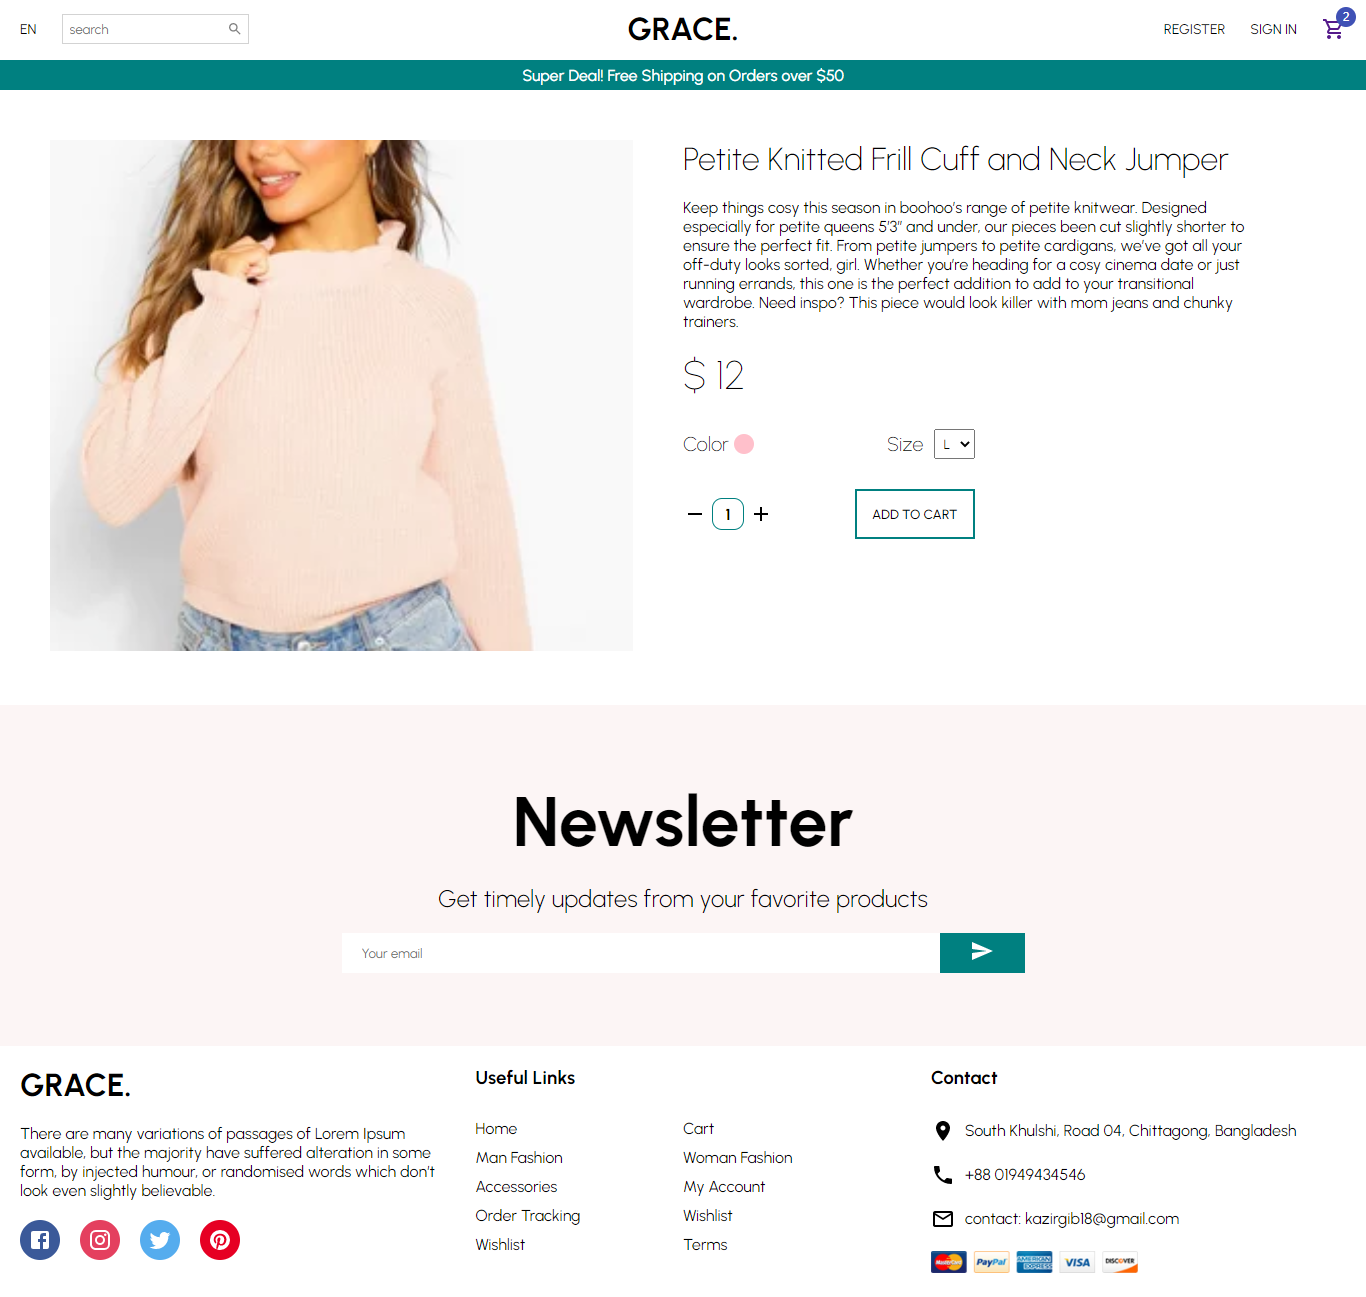 EN
search
GRACE.
REGISTER
SIGN IN
2
Super Deal! Free Shipping on Orders over $50
Petite Knitted Frill Cuff and Neck Jumper
Keep things cosy this season in boohoo's range of petite knitwear. Designed
especially for petite queens 5'3" and under, our pieces been cut slightly shorter to
ensure the perfect fit. From petite jumpers to petite cardigans, we've got all your
off-duty looks sorted, girl. Whether you're heading for a cosy cinema date or just
running errands, this one is the perfect addition to add to your transitional
wardrobe. Need inspo? This piece would look killer with mom jeans and chunky
trainers.
$ 12
Color
Size
L
1
ADD TO CART
Newsletter
Get timely updates from your favorite products
Your email
GRACE.
There are many variations of passages of Lorem Ipsum
available, but the majority have suffered alteration in some
form, by injected humour, or randomised words which don't
look even slightly believable.
Useful Links
Home
Cart
Man Fashion
Woman Fashion
Accessories
My Account
Order Tracking
Wishlist
Wishlist
Terms
Contact
South Khulshi, Road 04, Chittagong, Bangladesh
+88 01949434546
contact: kazirgib18@gmail.com
MasterCard
PayPal
AMERICAN EXPRESS
VISA
DISCOVER